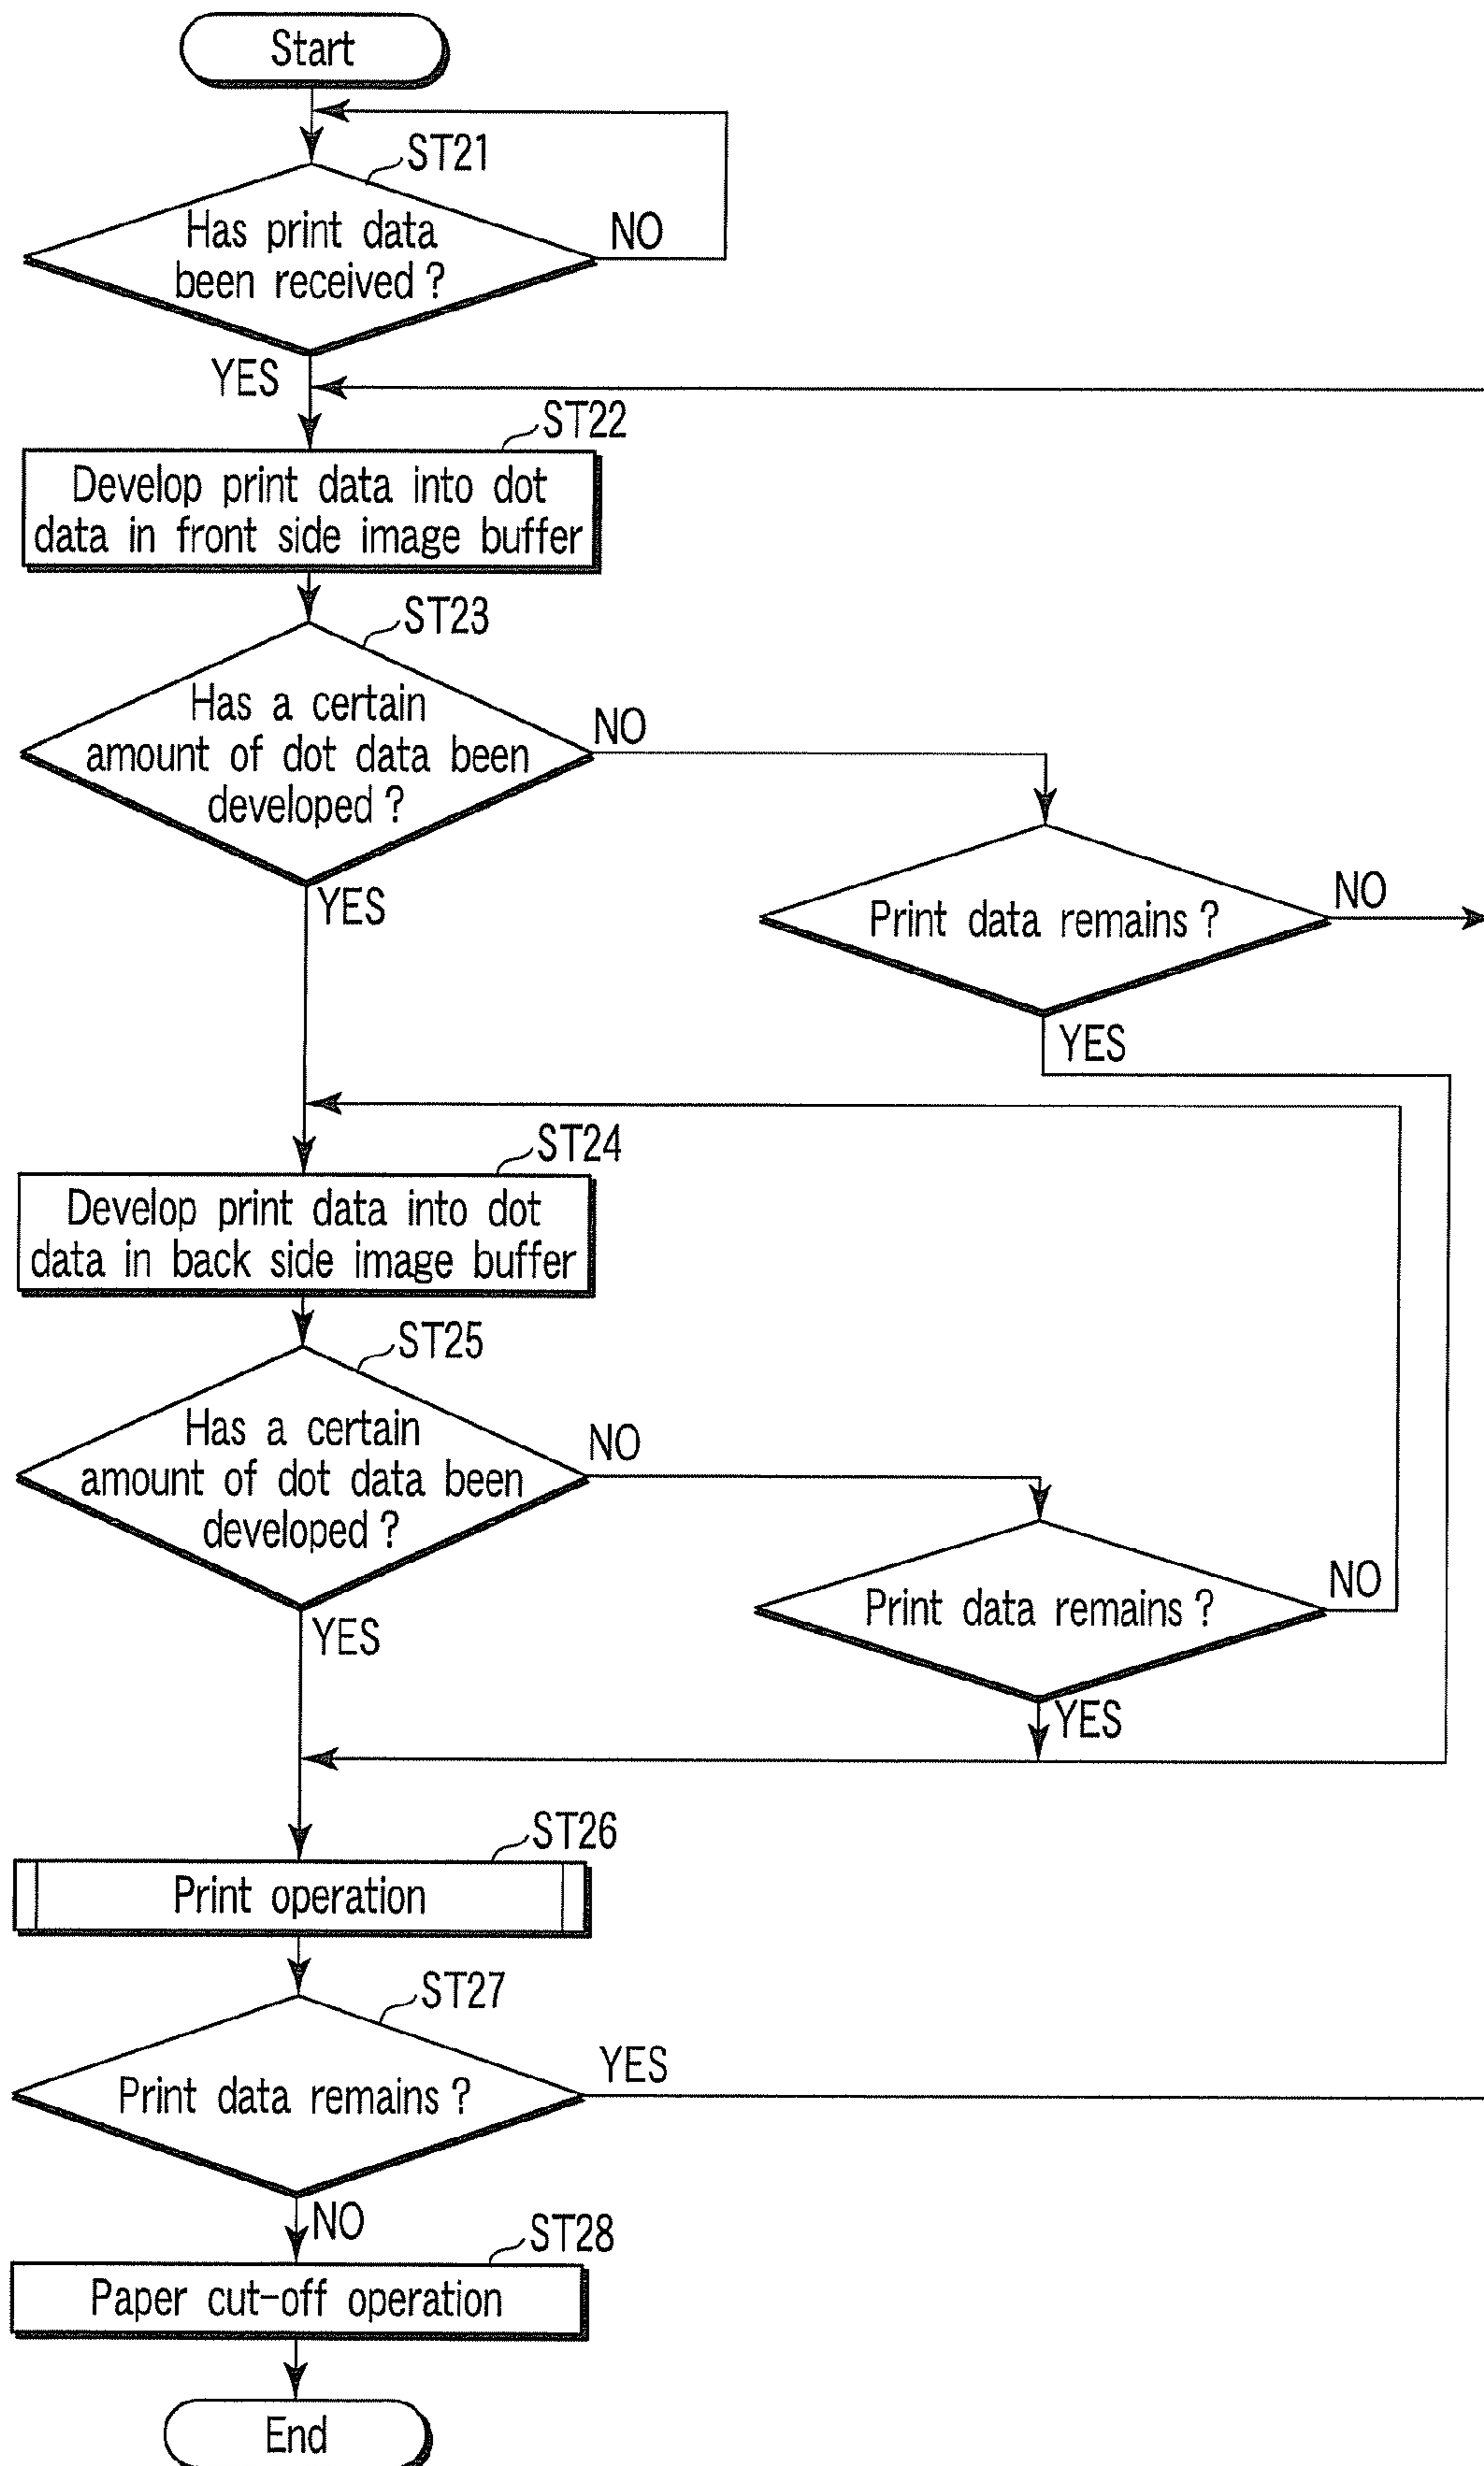 Start
ST21
Has print data
been received ?
NO
YES
ST22
Develop print data into dot
data in front side image buffer
ST23
Has a certain
amount of dot data been
developed ?
NO
YES
Print data remains ?
NO
YES
ST24
Develop print data into dot
data in back side image buffer
ST25
Has a certain
amount of dot data been
developed ?
NO
YES
Print data remains ?
NO
YES
ST26
Print operation
ST27
Print data remains ?
YES
NO
ST28
Paper cut-off operation
End